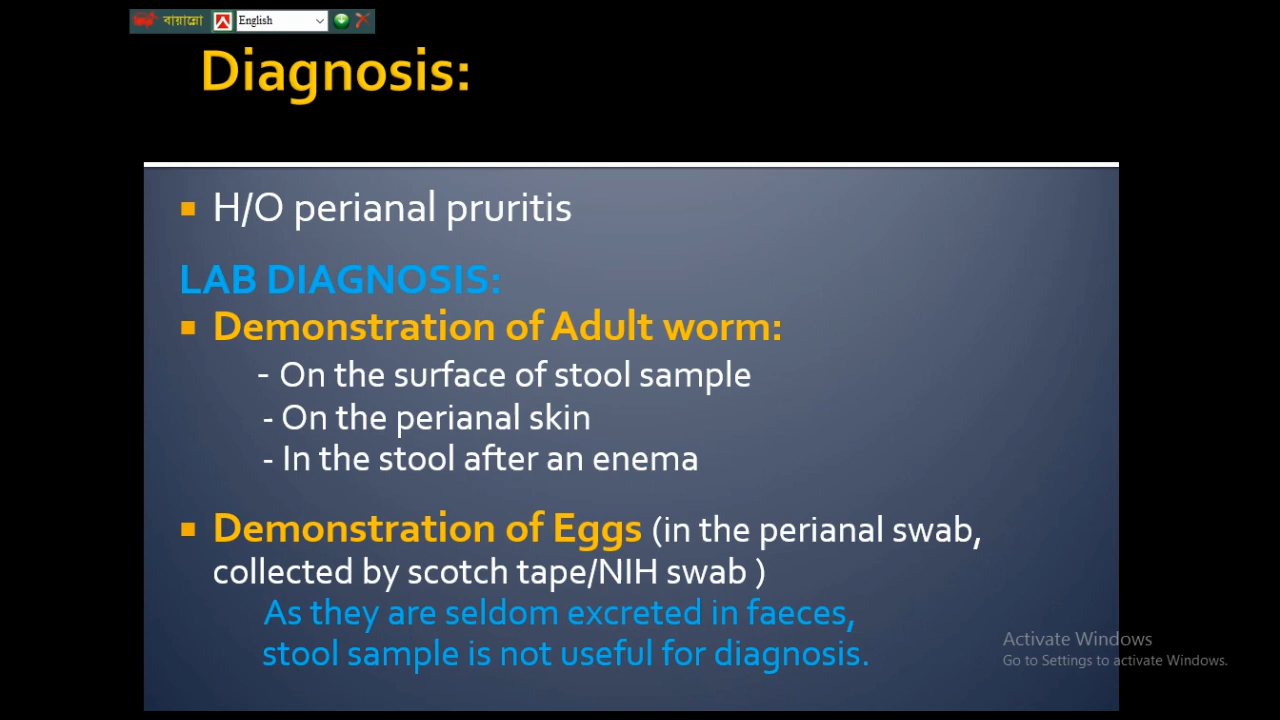 বায়ান্নো English
Diagnosis:
H/O perianal pruritis
LAB DIAGNOSIS:
Demonstration of Adult worm:
- On the surface of stool sample
- On the perianal skin
- In the stool after an enema
Demonstration of Eggs (in the perianal swab,
collected by scotch tape/NIH swab )
As they are seldom excreted in faeces,
stool sample is not useful for diagnosis.
Activate Windows
Go to Settings to activate Windows.